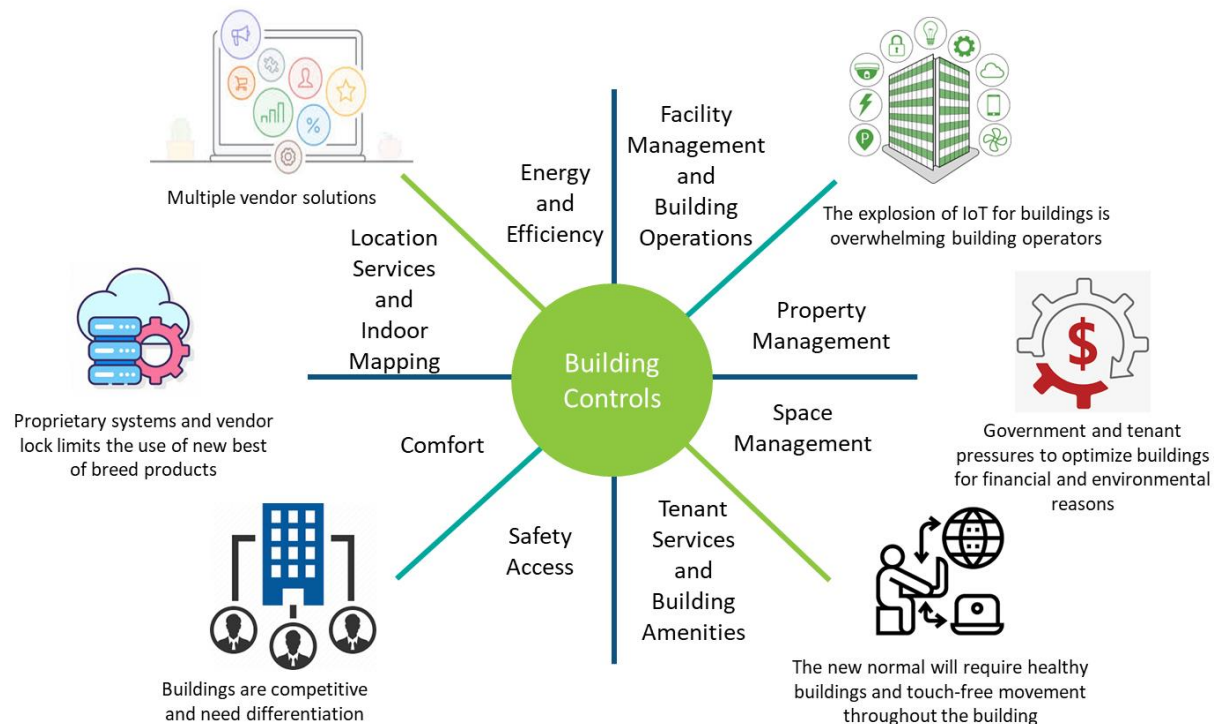 Multiple vendor solutions
Energy
and
Efficiency
Facility
Management
and
Building
Operations
The explosion of IoT for buildings is
overwhelming building operators
Location
Services
and
Indoor
Mapping
Building
Controls
Property
Management
$
Proprietary systems and vendor
lock limits the use of new best
of breed products
Comfort
Space
Management
Government and tenant
pressures to optimize buildings
for financial and environmental
reasons
Safety
Access
Tenant
Services
and
Building
Amenities
Buildings are competitive
and need differentiation
The new normal will require healthy
buildings and touch-free movement
throughout the building
%
P